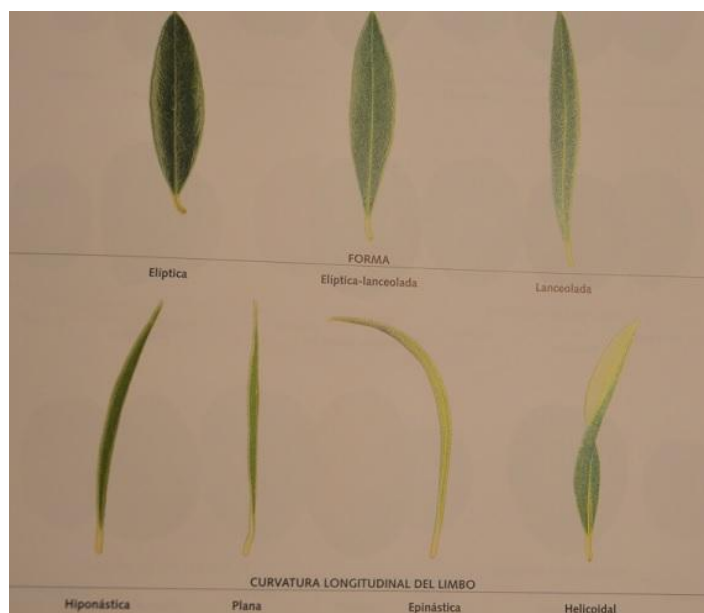 FORMA
Elíptica
Elíptica-lanceolada
Lanceolada
CURVATURA LONGITUDINAL DEL LIMBO
Hiponástica
Plana
Epinástica
Helicoidal